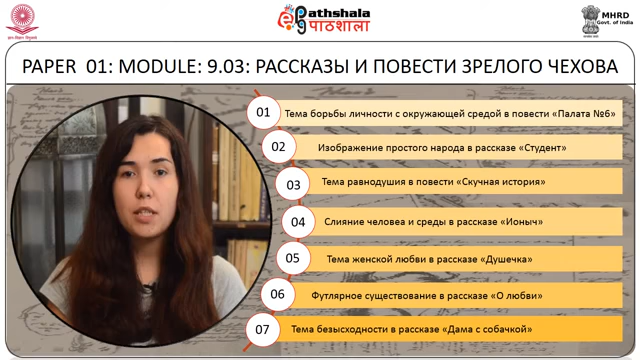 ePathshala
पाठशाला
MHRD
Govt. of India
PAPER 01: MODULE: 9.03: РАССКАЗЫ И ПОВЕСТИ ЗРЕЛОГО ЧЕХОВА
01 Тема борьбы личности с окружающей средой в повести «Палата №6»
02 Изображение простого народа в рассказе «Студент»
03 Тема равнодушия в повести «Скучная история»
04 Слияние человеа и среды в рассказе «Ионыч»
05 Тема женской любви в рассказе «Душечка»
06 Футлярное существование в рассказе «О любви»
07 Тема безысходности в рассказе «Дама с собачкой»